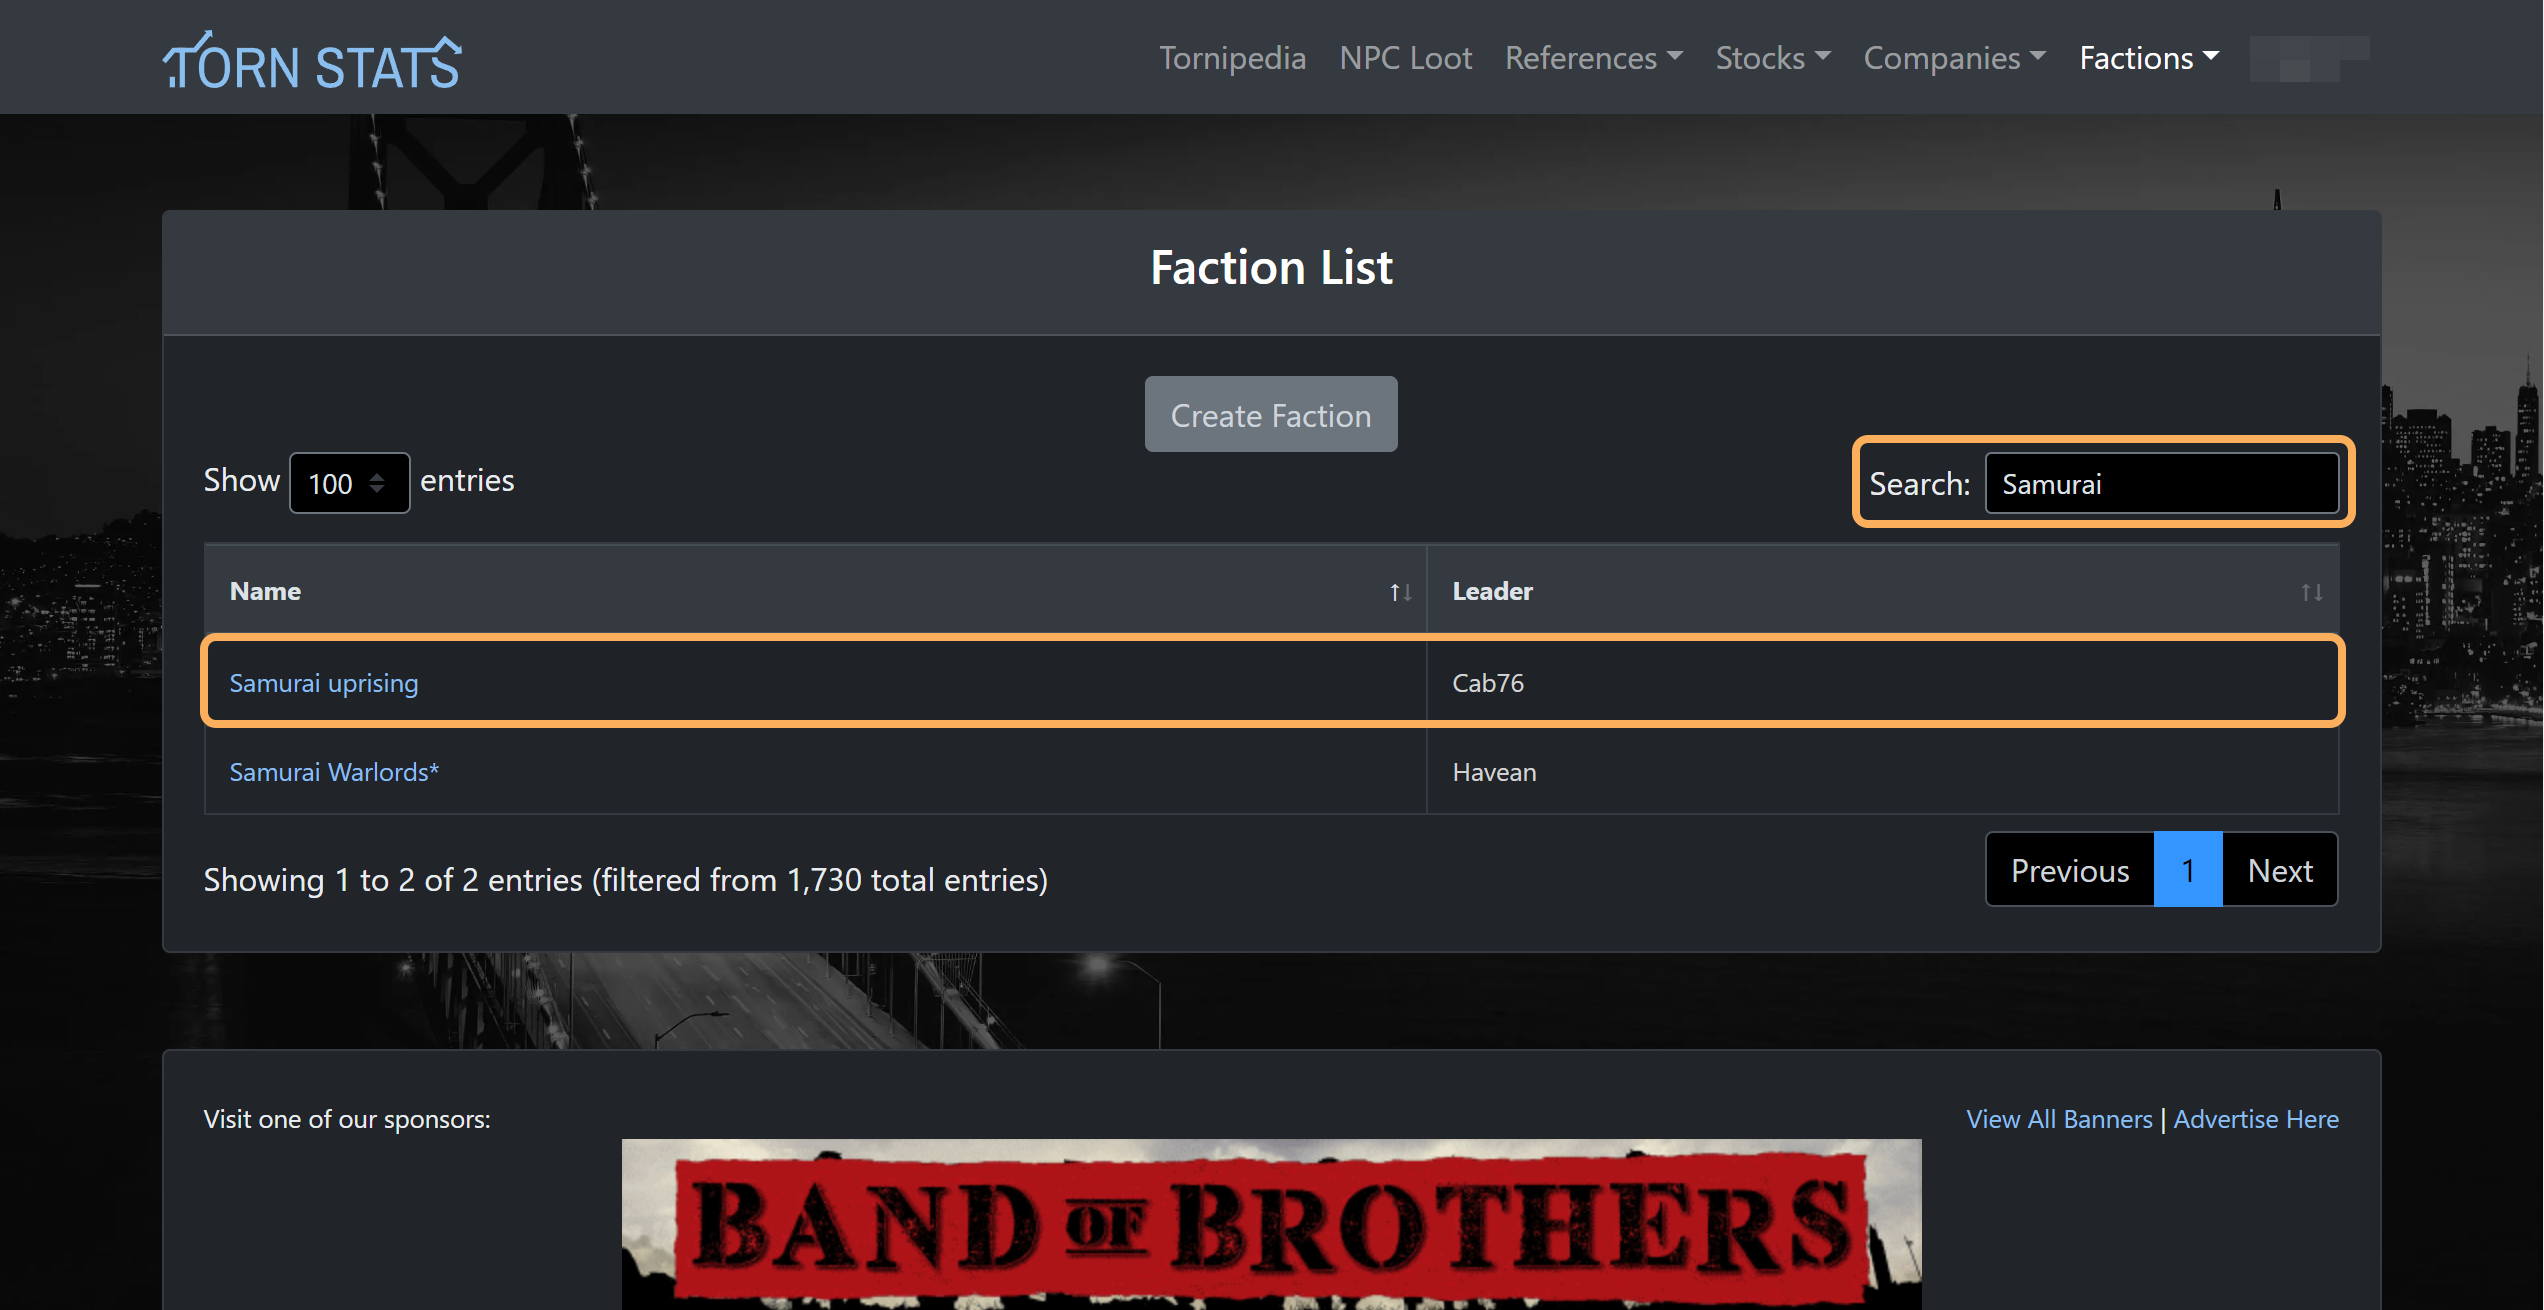 TORN STATS
Tornipedia NPC Loot References Stocks Companies Factions
Faction List
Create Faction
Show 100 entries
Search: Samurai
Name Leader
Samurai uprising Cab76
Samurai Warlords* Havean
Showing 1 to 2 of 2 entries (filtered from 1,730 total entries)
Previous 1 Next
Visit one of our sponsors:
View All Banners | Advertise Here
BAND OF BROTHERS